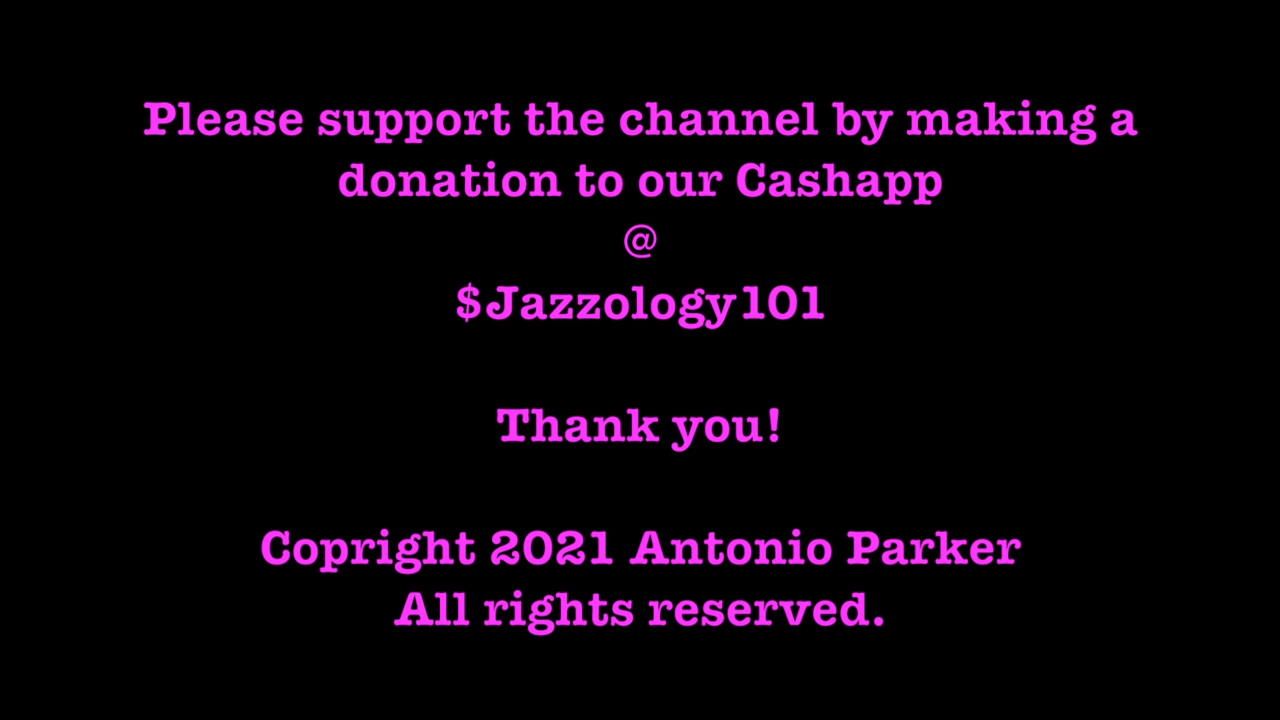 Please support the channel by making a
donation to our Cashapp
@
$Jazzology101
Thank you!
Copright 2021 Antonio Parker
All rights reserved.